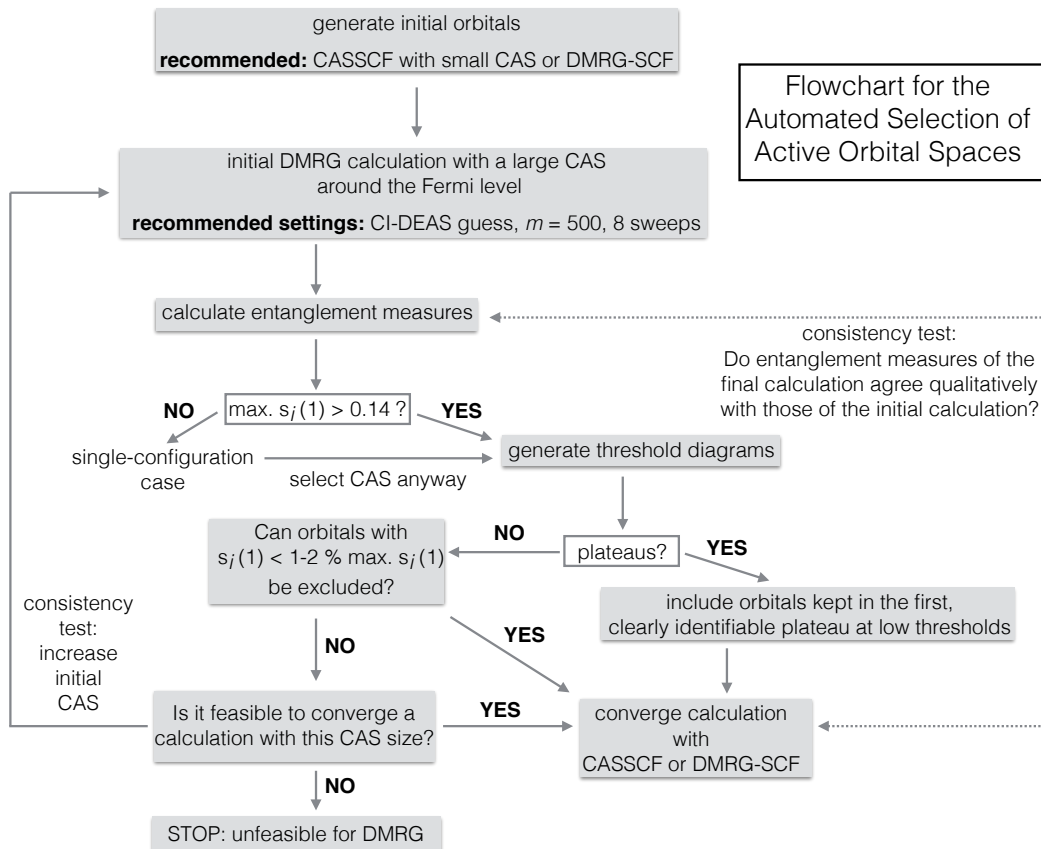 generate initial orbitals
recommended: CASSCF with small CAS or DMRG-SCF
Flowchart for the
Automated Selection of
Active Orbital Spaces
initial DMRG calculation with a large CAS
around the Fermi level
recommended settings: CI-DEAS guess, m = 500, 8 sweeps
calculate entanglement measures
consistency test:
Do entanglement measures of the
final calculation agree qualitatively
with those of the initial calculation?
NO
max. s_i(1) > 0.14 ?
YES
single-configuration
case
select CAS anyway
generate threshold diagrams
Can orbitals with
s_i(1) < 1-2 % max. s_i(1)
be excluded?
NO
plateaus?
YES
include orbitals kept in the first,
clearly identifiable plateau at low thresholds
consistency
test:
increase
initial
CAS
NO
YES
Is it feasible to converge a
calculation with this CAS size?
YES
converge calculation
with
CASSCF or DMRG-SCF
NO
STOP: unfeasible for DMRG